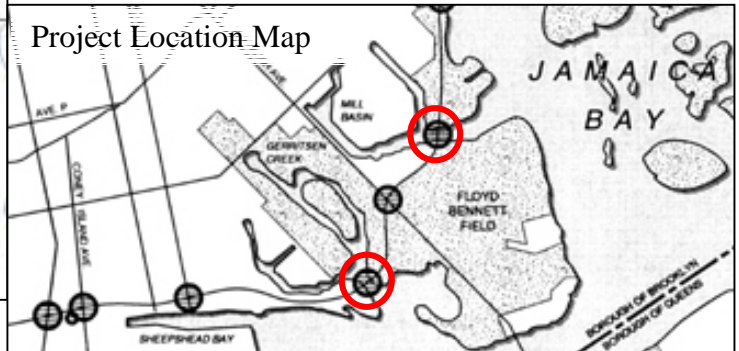 Project Location Map
JAMAICA
BAY
AVE. P
AVE
MILL
BASIN
GERRITSEN
CREEK
CONEY ISLAND AVE
FLOYD
BENNETT
FIELD
BOROUGH OF BROOKLYN
BOROUGH OF QUEENS
SHEEPSHEAD BAY